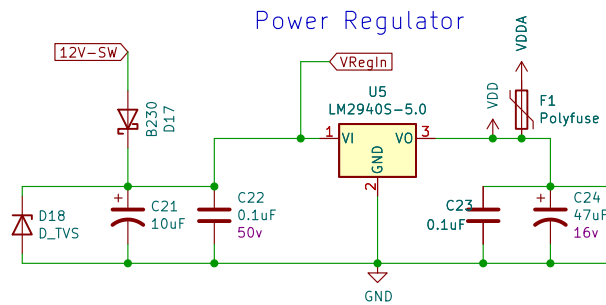 Power Regulator
12V-SW
VRegIn
VDDA
VDD
B230
D17
U5
LM2940S-5.0
F1
Polyfuse
1
VI
VO
3
GND
2
D18
D_TVS
+
C21
10uF
C22
0.1uF
50v
C23
0.1uF
+
C24
47uF
16v
GND